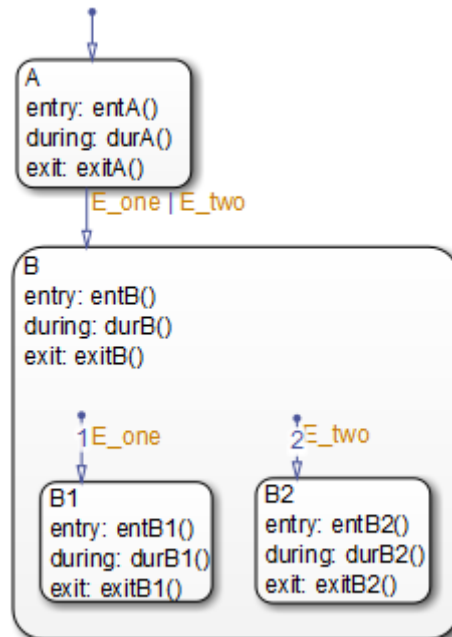 A
entry: entA()
during: durA()
exit: exitA()
E_one | E_two
B
entry: entB()
during: durB()
exit: exitB()
1 E_one
2 E_two
B1
entry: entB1()
during: durB1()
exit: exitB1()
B2
entry: entB2()
during: durB2()
exit: exitB2()